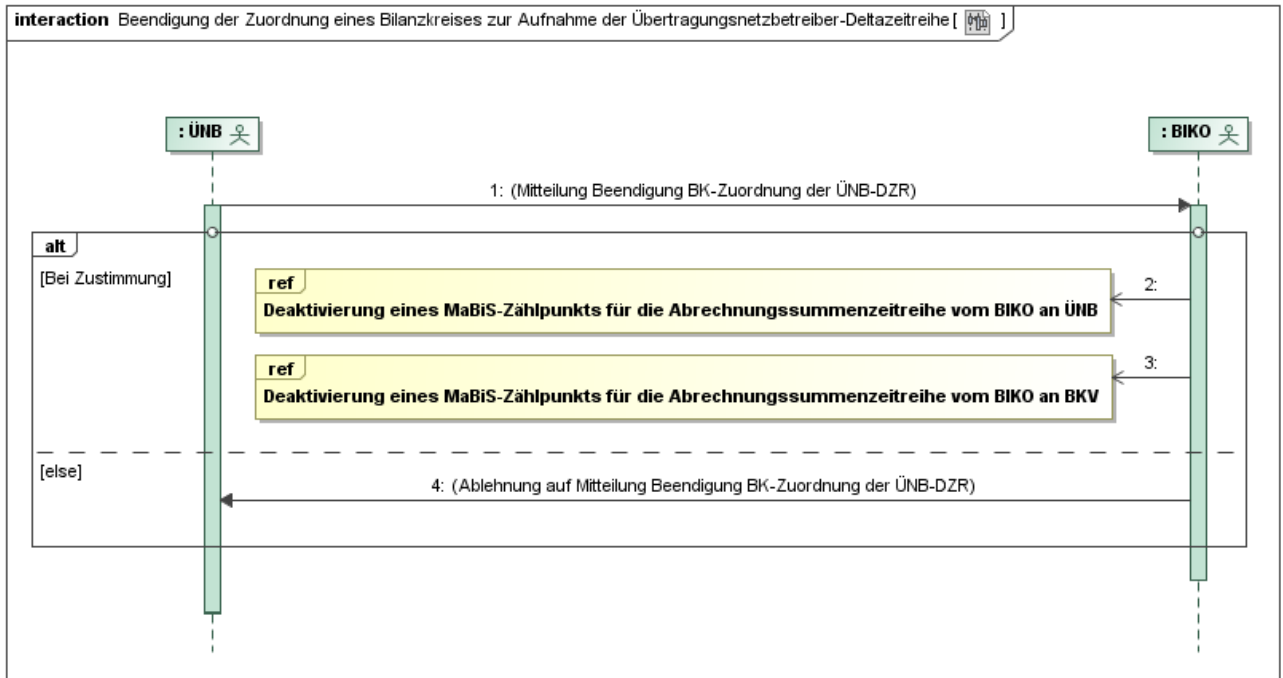 interaction Beendigung der Zuordnung eines Bilanzkreises zur Aufnahme der Übertragungsnetzbetreiber-Deltazeitreihe [ ]
: ÜNB
: BIKO
1: (Mitteilung Beendigung BK-Zuordnung der ÜNB-DZR)
alt
[Bei Zustimmung]
ref
2:
Deaktivierung eines MaBiS-Zählpunkts für die Abrechnungssummenzeitreihe vom BIKO an ÜNB
ref
3:
Deaktivierung eines MaBiS-Zählpunkts für die Abrechnungssummenzeitreihe vom BIKO an BKV
[else]
4: (Ablehnung auf Mitteilung Beendigung BK-Zuordnung der ÜNB-DZR)